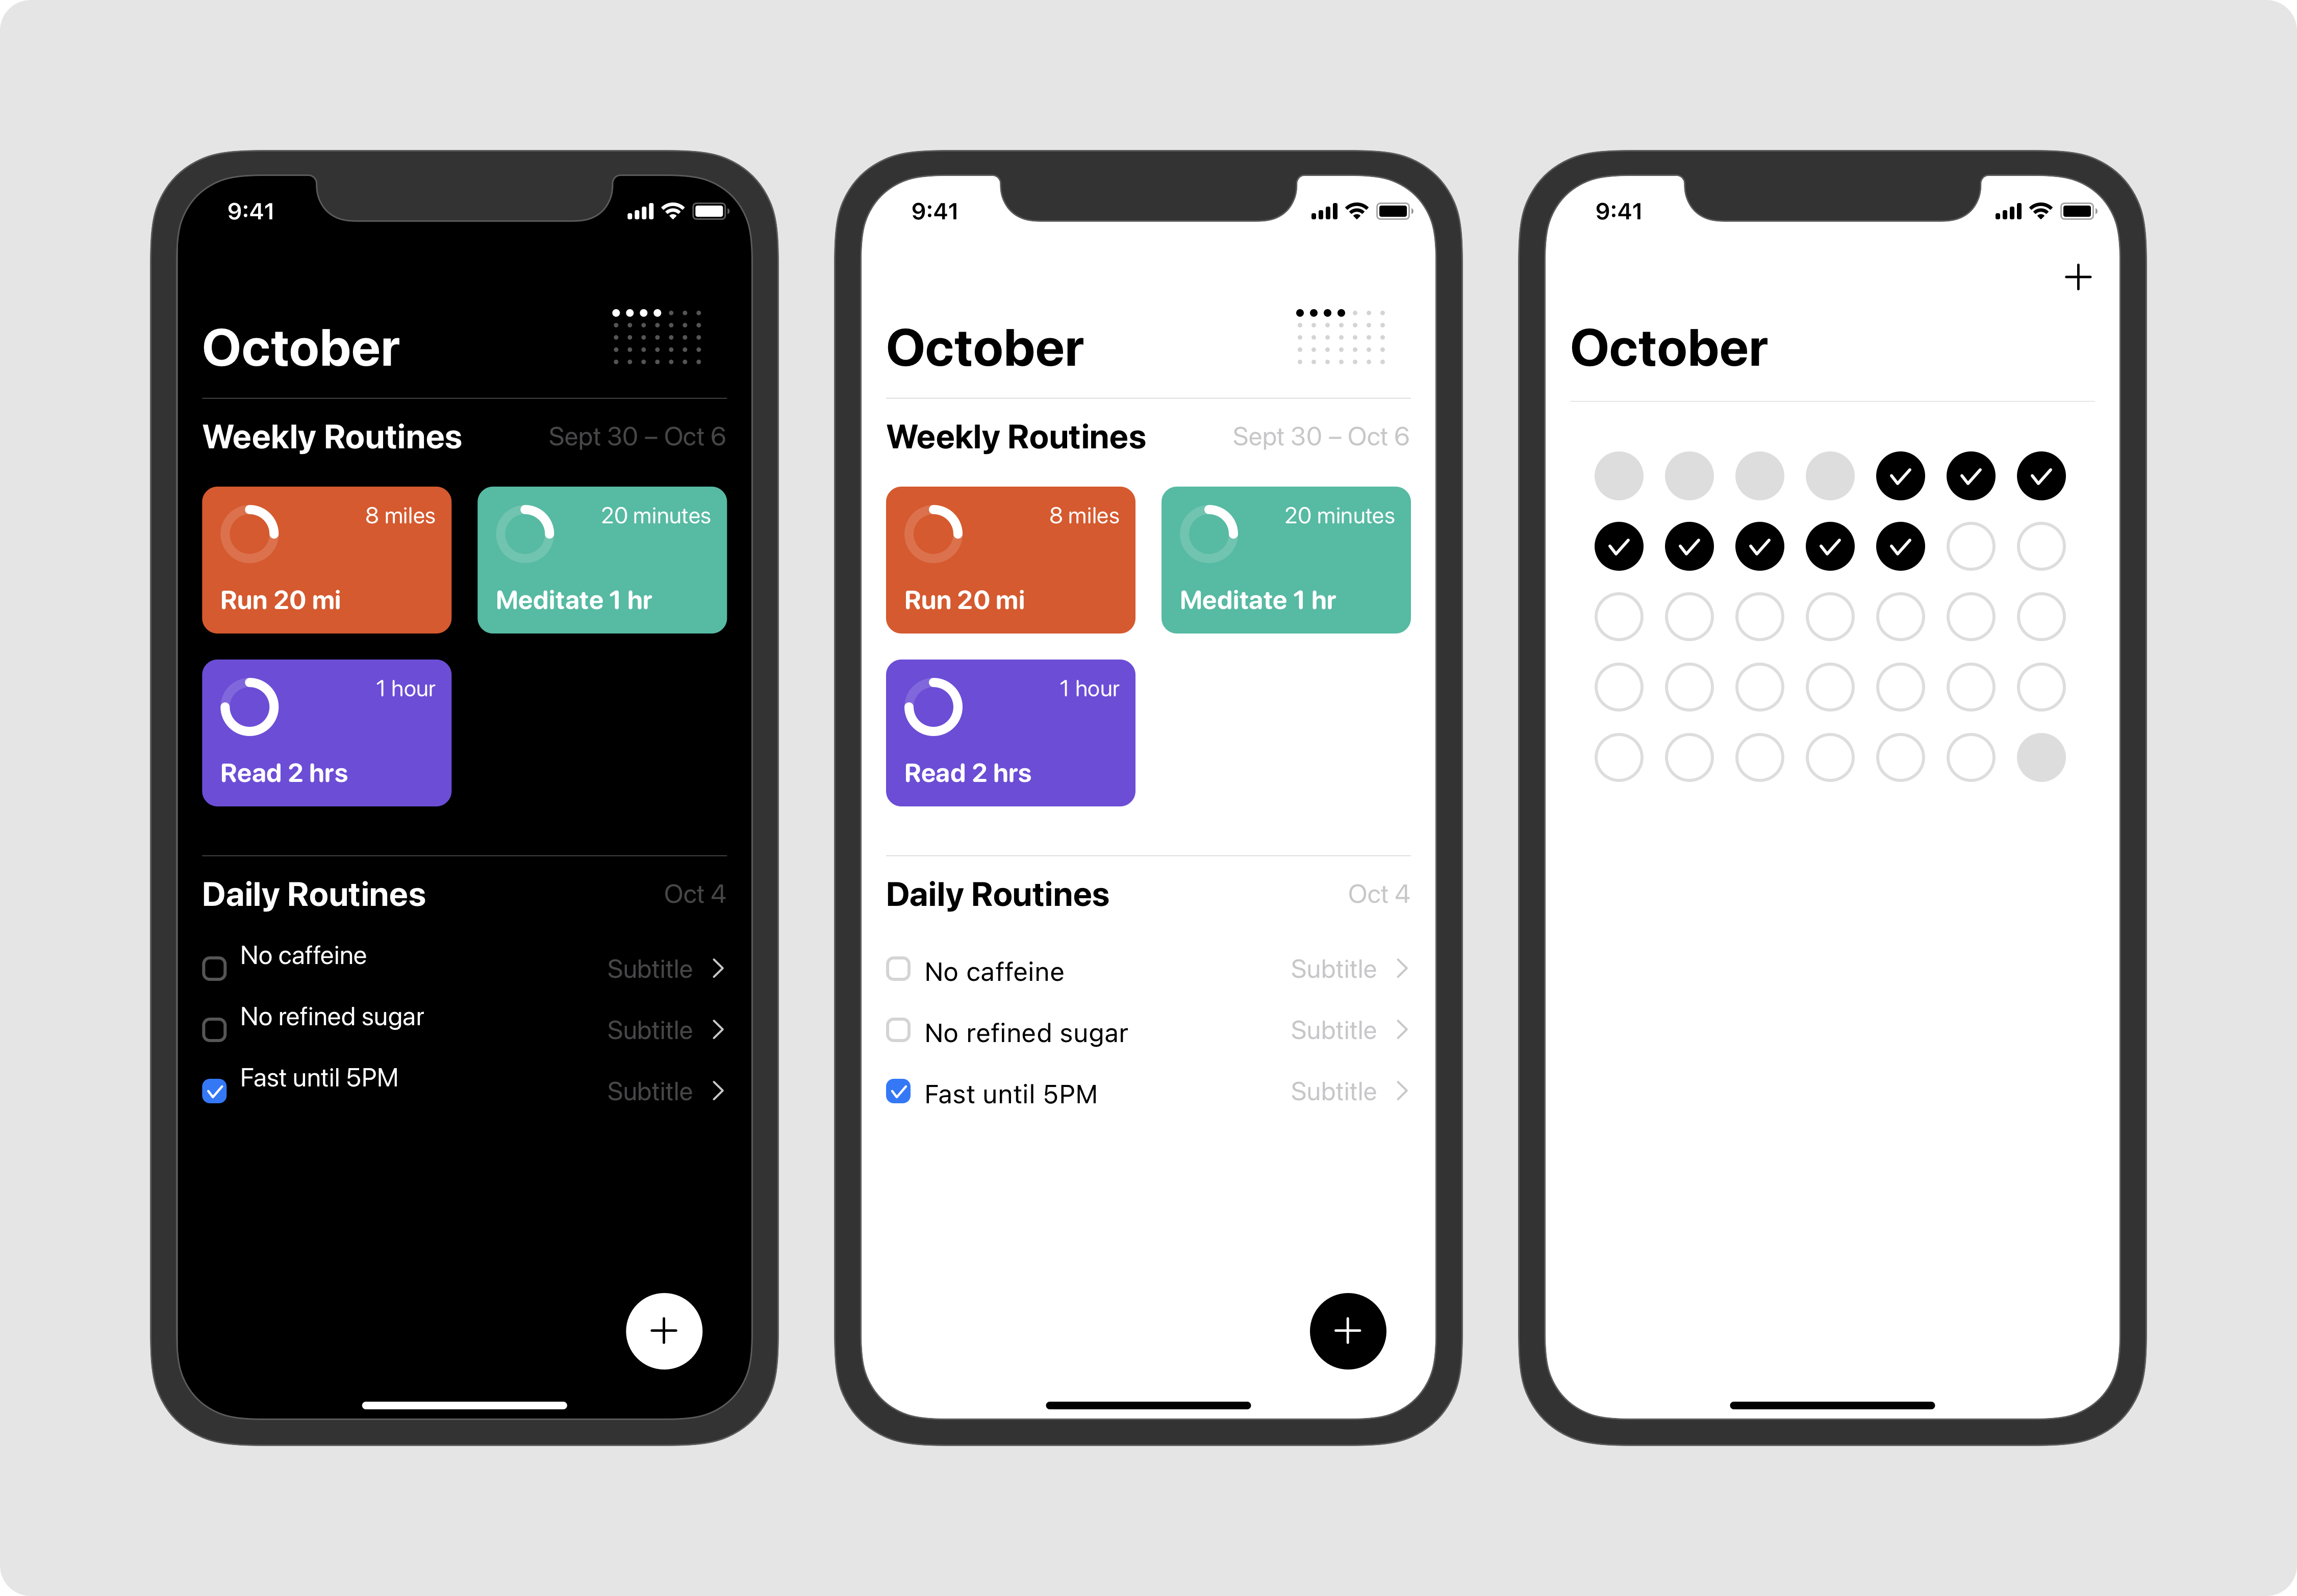 9:41
October
Weekly Routines Sept 30 – Oct 6
8 miles
Run 20 mi
20 minutes
Meditate 1 hr
1 hour
Read 2 hrs
Daily Routines Oct 4
No caffeine Subtitle
No refined sugar Subtitle
Fast until 5PM Subtitle
9:41
October
Weekly Routines Sept 30 – Oct 6
8 miles
Run 20 mi
20 minutes
Meditate 1 hr
1 hour
Read 2 hrs
Daily Routines Oct 4
No caffeine Subtitle
No refined sugar Subtitle
Fast until 5PM Subtitle
9:41
October